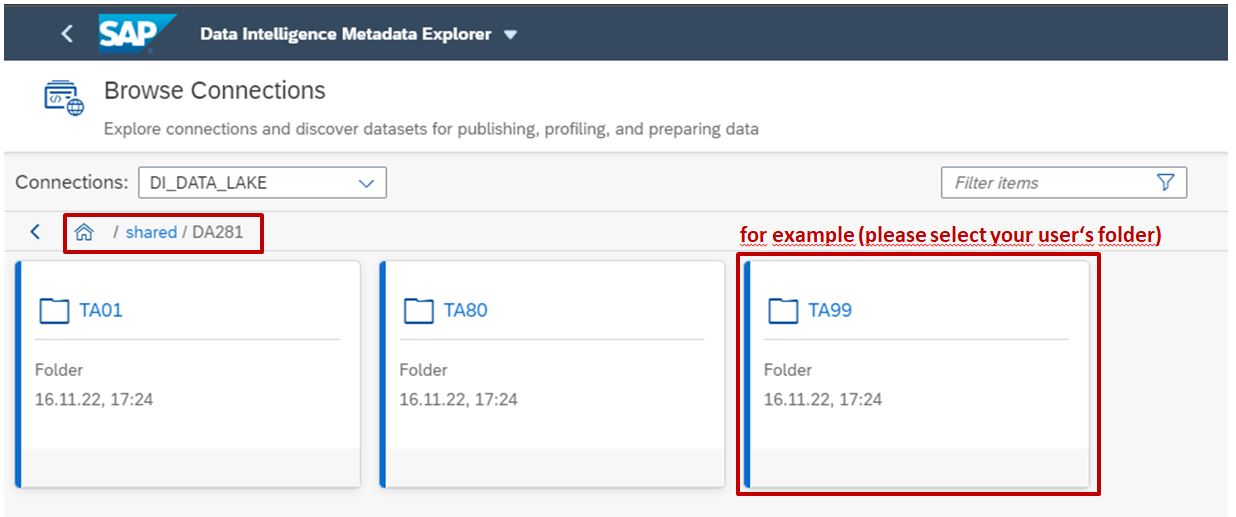 SAP Data Intelligence Metadata Explorer
Browse Connections
Explore connections and discover datasets for publishing, profiling, and preparing data
Connections: DI_DATA_LAKE Filter items
/ shared / DA281
for example (please select your user‘s folder)
TA01 TA80 TA99
Folder Folder Folder
16.11.22, 17:24 16.11.22, 17:24 16.11.22, 17:24